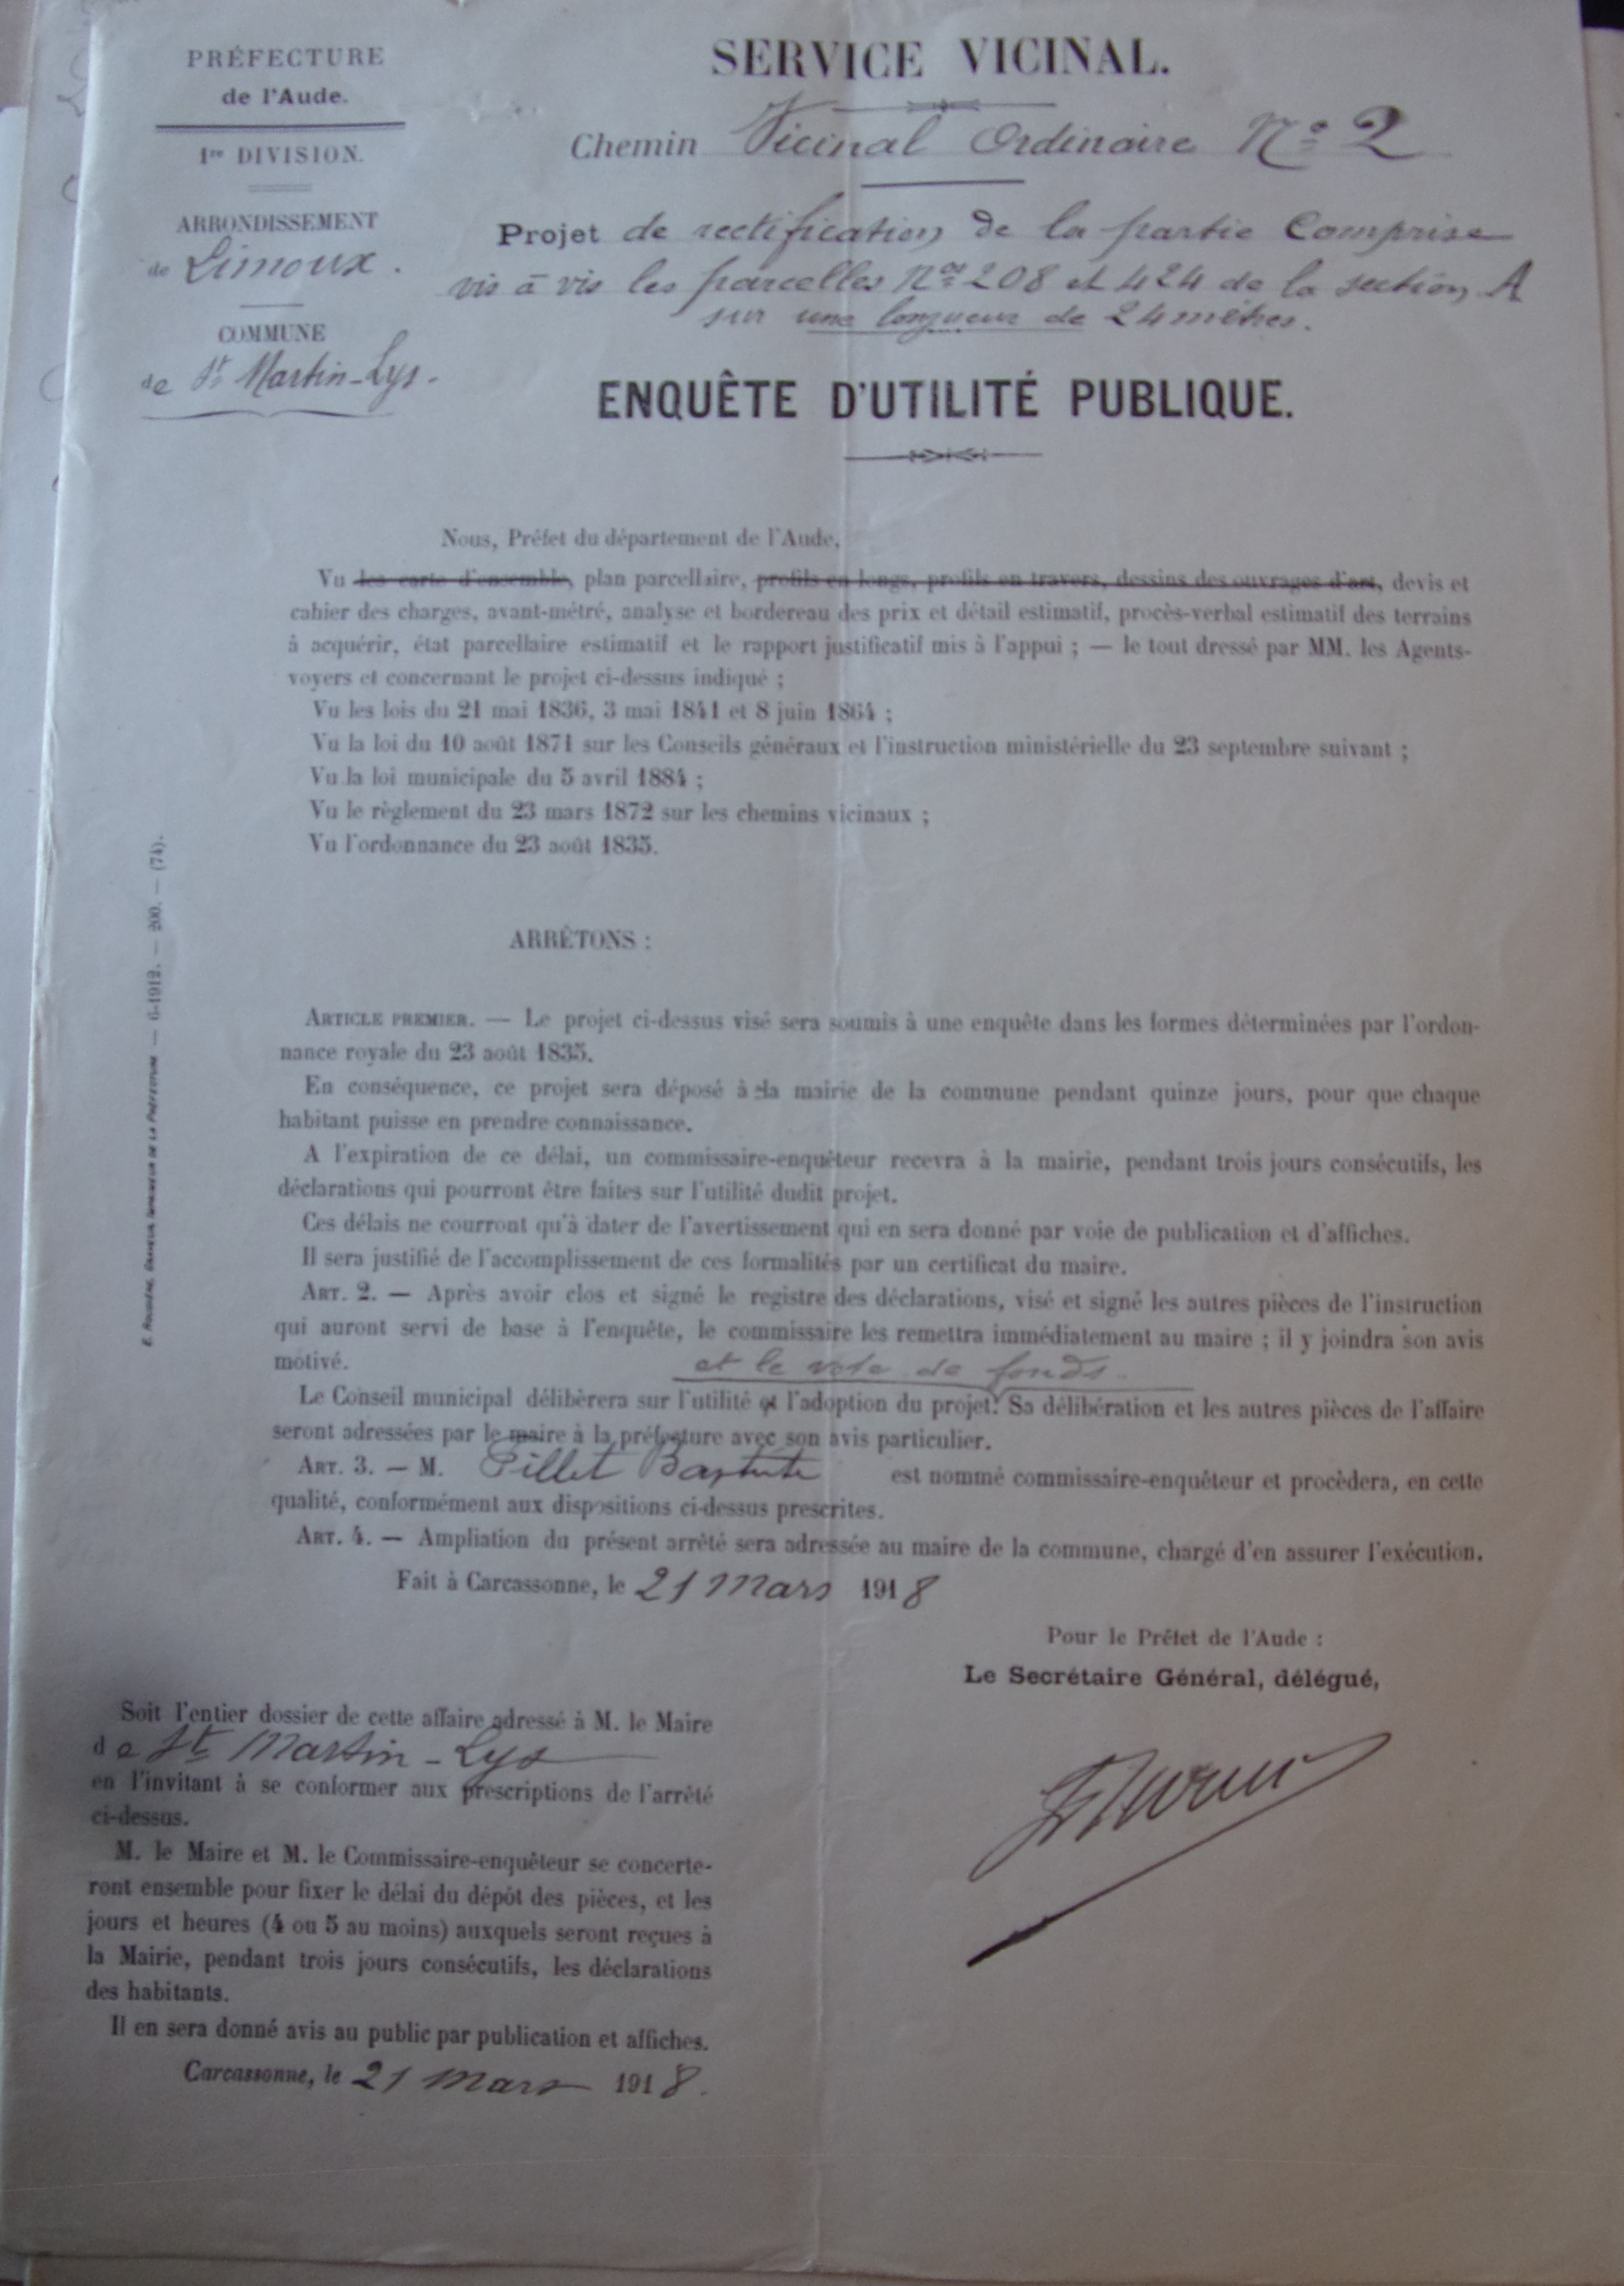 PRÉFECTURE
de l'Aude.
1re DIVISION.
ARRONDISSEMENT
de Limoux.
COMMUNE
de St Martin-Lys.
SERVICE VICINAL.
Chemin Vicinal Ordinaire No 2
Projet de rectification de la partie Comprise
vis à vis les parcelles Nos 208 et 424 de la section A
sur une longueur de 24 mètres.
ENQUÊTE D'UTILITÉ PUBLIQUE.
Nous, Préfet du département de l'Aude,
Vu les carte d'ensemble, plan parcellaire, profils en longs, profils en travers, dessins des ouvrages d'art, devis et
cahier des charges, avant-métré, analyse et bordereau des prix et détail estimatif, procès-verbal estimatif des terrains
à acquérir, état parcellaire estimatif et le rapport justificatif mis à l'appui ; — le tout dressé par MM. les Agents-
voyers et concernant le projet ci-dessus indiqué ;
Vu les lois du 21 mai 1836, 3 mai 1841 et 8 juin 1864 ;
Vu la loi du 10 août 1871 sur les Conseils généraux et l'instruction ministérielle du 23 septembre suivant ;
Vu la loi municipale du 5 avril 1884 ;
Vu le règlement du 23 mars 1872 sur les chemins vicinaux ;
Vu l'ordonnance du 23 août 1835.
ARRÊTONS :
ARTICLE PREMIER. — Le projet ci-dessus visé sera soumis à une enquête dans les formes déterminées par l'ordon-
nance royale du 23 août 1835.
En conséquence, ce projet sera déposé à la mairie de la commune pendant quinze jours, pour que chaque
habitant puisse en prendre connaissance.
A l'expiration de ce délai, un commissaire-enquêteur recevra à la mairie, pendant trois jours consécutifs, les
déclarations qui pourront être faites sur l'utilité dudit projet.
Ces délais ne courront qu'à dater de l'avertissement qui en sera donné par voie de publication et d'affiches.
Il sera justifié de l'accomplissement de ces formalités par un certificat du maire.
ART. 2. — Après avoir clos et signé le registre des déclarations, visé et signé les autres pièces de l'instruction
qui auront servi de base à l'enquête, le commissaire les remettra immédiatement au maire ; il y joindra son avis
motivé.
et le vote de fonds.
Le Conseil municipal délibèrera sur l'utilité et l'adoption du projet. Sa délibération et les autres pièces de l'affaire
seront adressées par le maire à la préfecture avec son avis particulier.
ART. 3. — M. Pillet Baptiste est nommé commissaire-enquêteur et procèdera, en cette
qualité, conformément aux dispositions ci-dessus prescrites.
ART. 4. — Ampliation du présent arrêté sera adressée au maire de la commune, chargé d'en assurer l'exécution.
Fait à Carcassonne, le 21 Mars 1918
Pour le Préfet de l'Aude :
Le Secrétaire Général, délégué,
Soit l'entier dossier de cette affaire adressé à M. le Maire
de St Martin-Lys
en l'invitant à se conformer aux prescriptions de l'arrêté
ci-dessus.
M. le Maire et M. le Commissaire-enquêteur se concerte-
ront ensemble pour fixer le délai du dépôt des pièces, et les
jours et heures (4 ou 5 au moins) auxquels seront reçues à
la Mairie, pendant trois jours consécutifs, les déclarations
des habitants.
Il en sera donné avis au public par publication et affiches.
Carcassonne, le 21 Mars 1918.
IMPRIMEUR DE LA PRÉFECTURE — 6-1912. — 200. — (74).